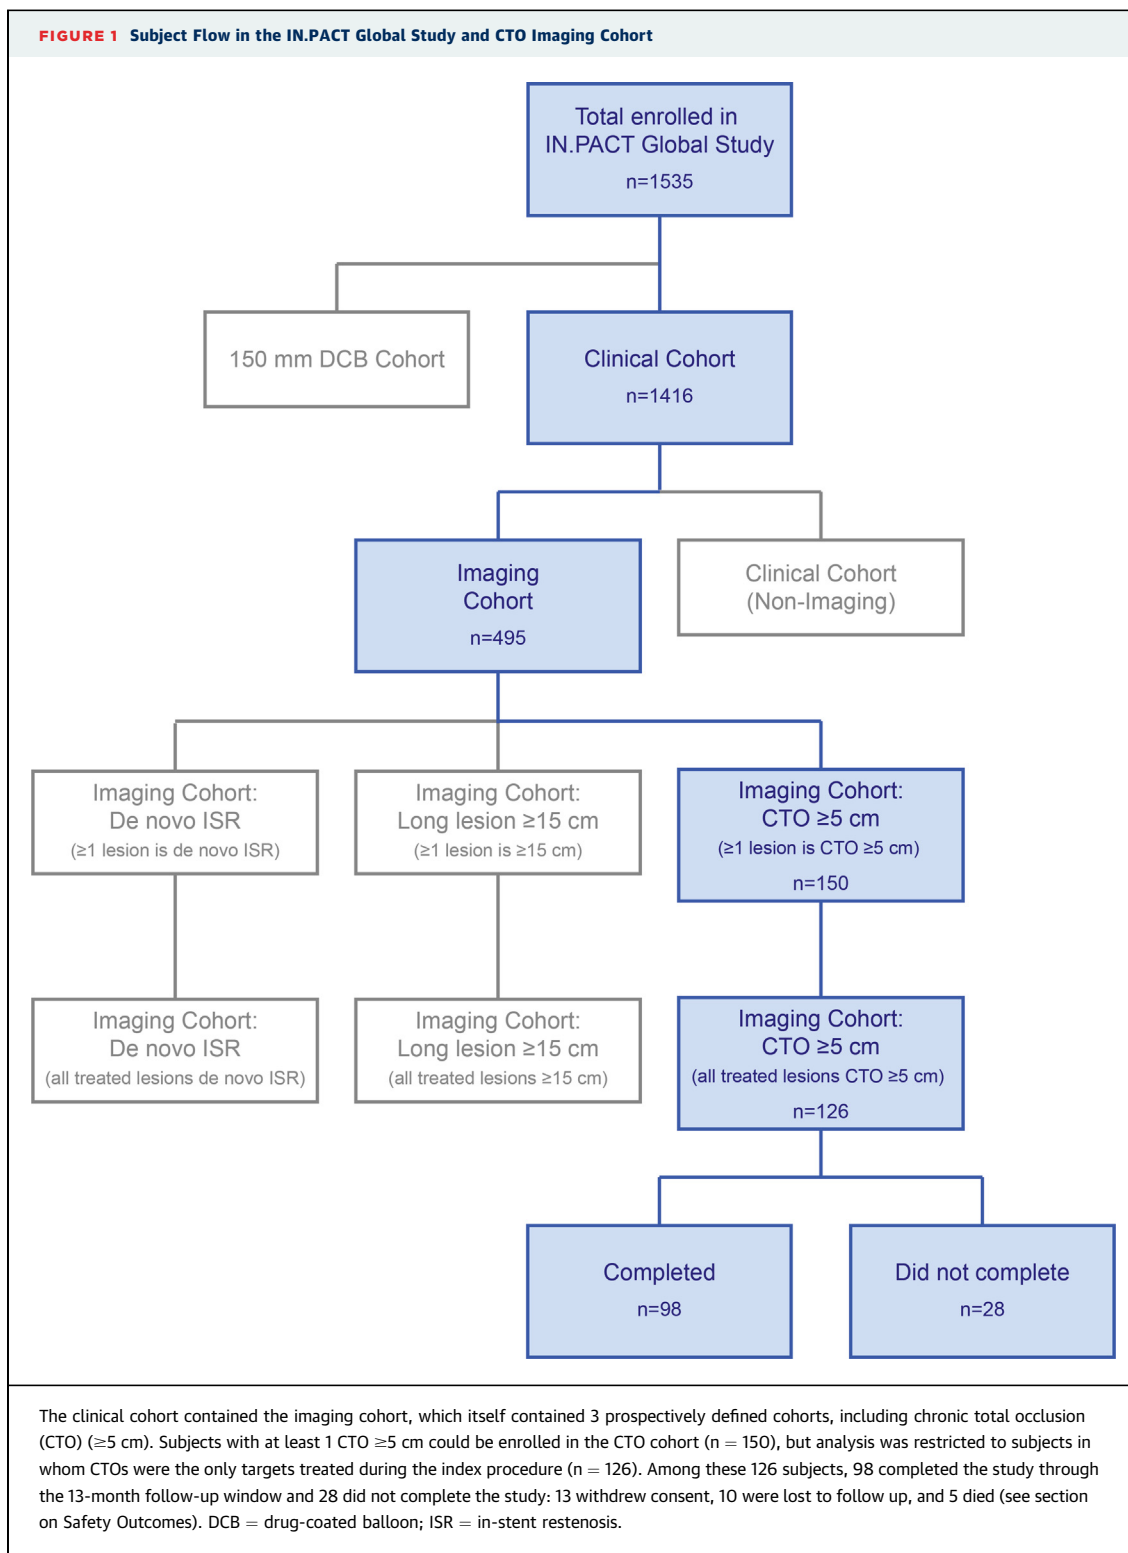 FIGURE 1 Subject Flow in the IN.PACT Global Study and CTO Imaging Cohort
Total enrolled in
IN.PACT Global Study
n=1535
150 mm DCB Cohort
Clinical Cohort
n=1416
Imaging
Cohort
n=495
Clinical Cohort
(Non-Imaging)
Imaging Cohort:
De novo ISR
(≥1 lesion is de novo ISR)
Imaging Cohort:
Long lesion ≥15 cm
(≥1 lesion is ≥15 cm)
Imaging Cohort:
CTO ≥5 cm
(≥1 lesion is CTO ≥5 cm)
n=150
Imaging Cohort:
De novo ISR
(all treated lesions de novo ISR)
Imaging Cohort:
Long lesion ≥15 cm
(all treated lesions ≥15 cm)
Imaging Cohort:
CTO ≥5 cm
(all treated lesions CTO ≥5 cm)
n=126
Completed
n=98
Did not complete
n=28
The clinical cohort contained the imaging cohort, which itself contained 3 prospectively defined cohorts, including chronic total occlusion
(CTO) (≥5 cm). Subjects with at least 1 CTO ≥5 cm could be enrolled in the CTO cohort (n = 150), but analysis was restricted to subjects in
whom CTOs were the only targets treated during the index procedure (n = 126). Among these 126 subjects, 98 completed the study through
the 13-month follow-up window and 28 did not complete the study: 13 withdrew consent, 10 were lost to follow up, and 5 died (see section
on Safety Outcomes). DCB = drug-coated balloon; ISR = in-stent restenosis.